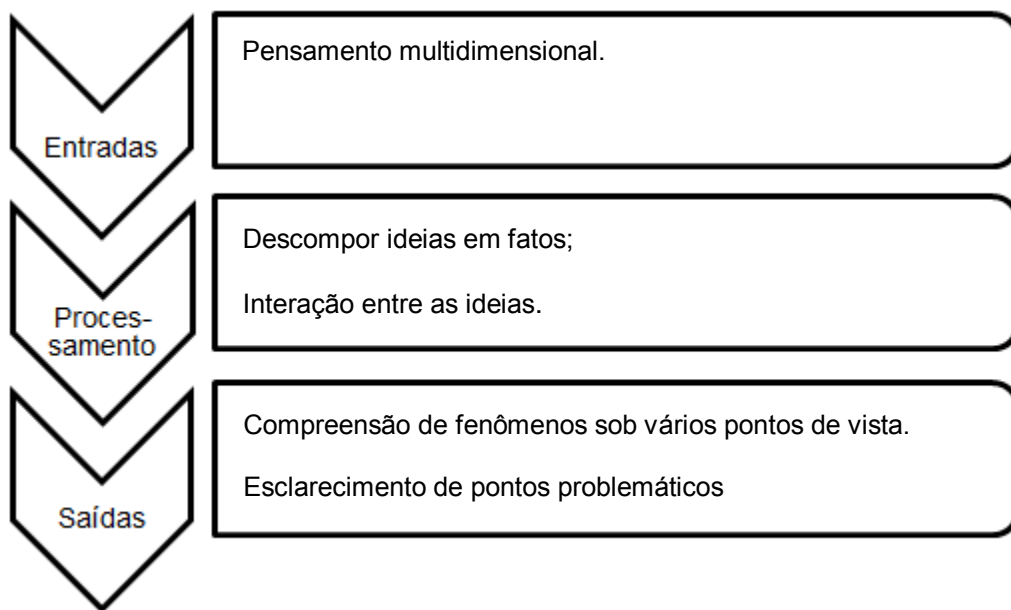 Entradas
Pensamento multidimensional.
Proces-
samento
Descompor ideias em fatos;
Interação entre as ideias.
Saídas
Compreensão de fenômenos sob vários pontos de vista.
Esclarecimento de pontos problemáticos